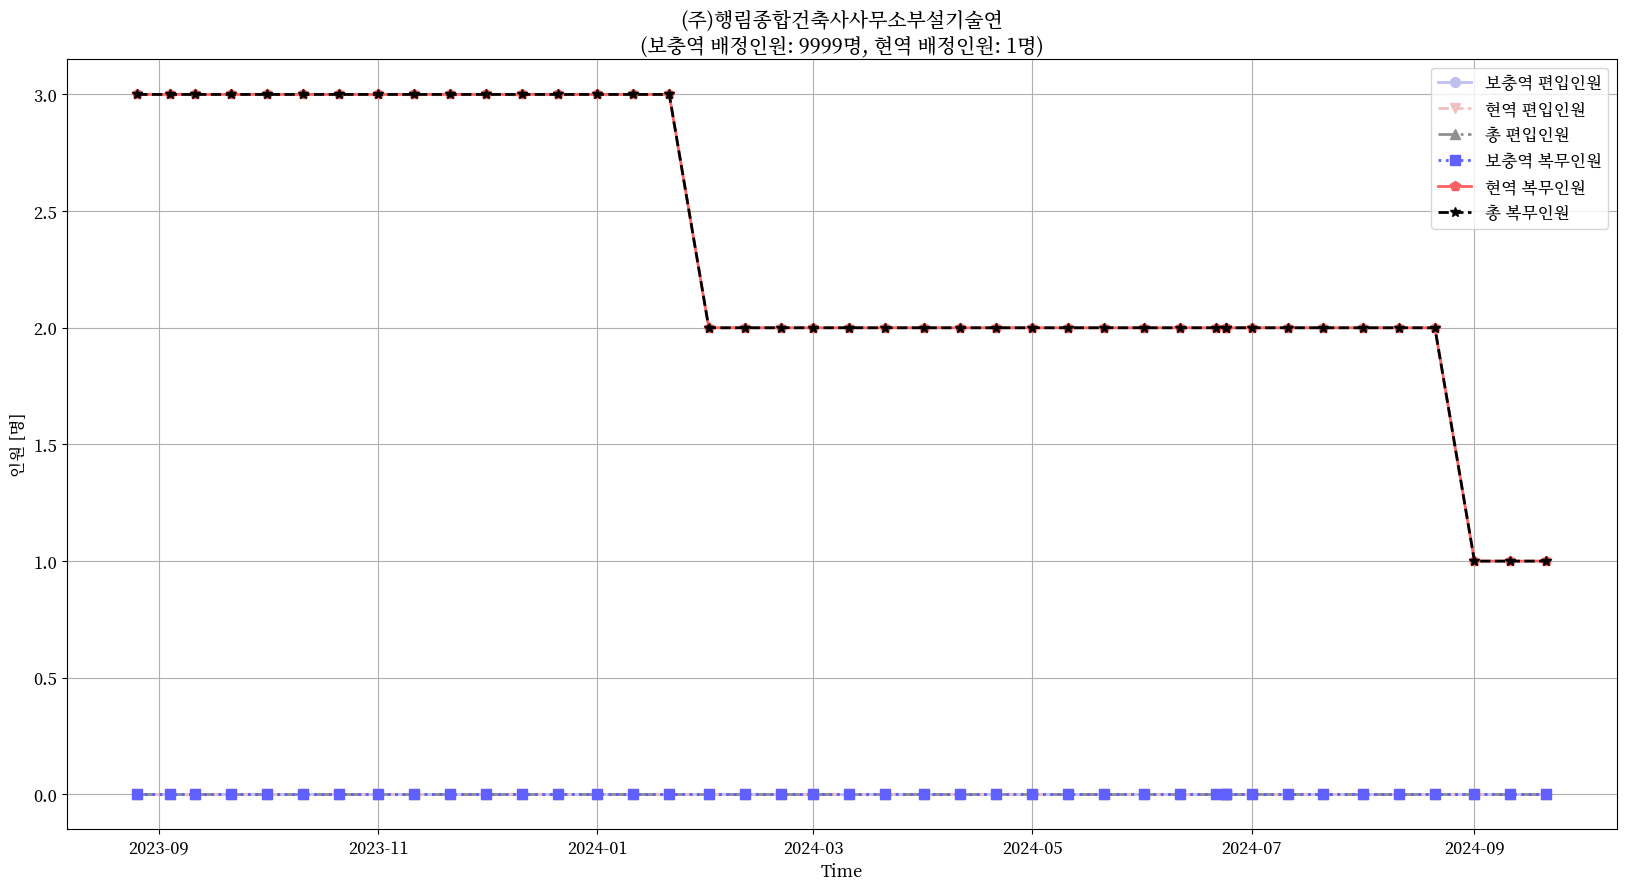 (주)행림종합건축사사무소부설기술연
(보충역 배정인원: 9999명, 현역 배정인원: 1명)
보충역 편입인원
현역 편입인원
총 편입인원
보충역 복무인원
현역 복무인원
총 복무인원
인원 [명]
3.0
2.5
2.0
1.5
1.0
0.5
0.0
2023-09
2023-11
2024-01
2024-03
2024-05
2024-07
2024-09
Time